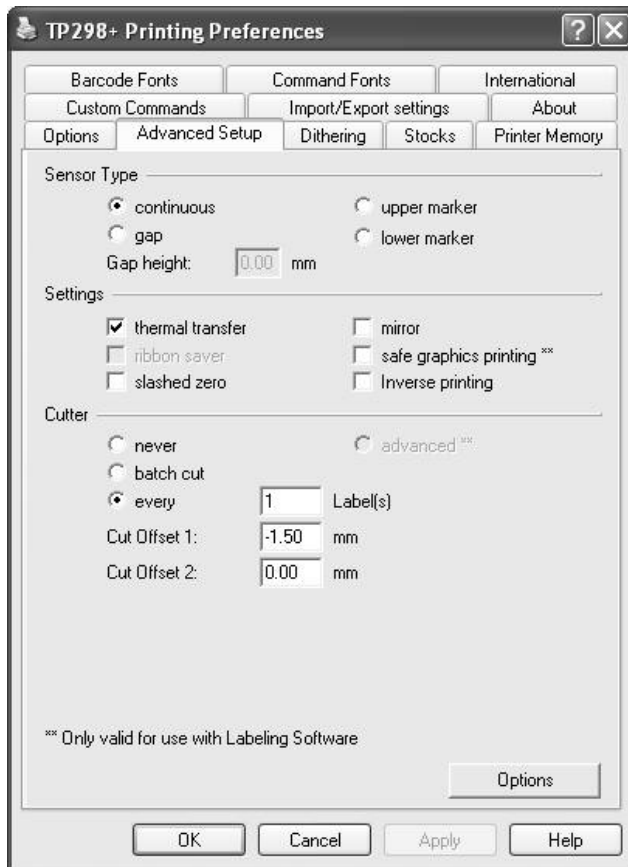 TP298+ Printing Preferences
Barcode Fonts Command Fonts International
Custom Commands Import/Export settings About
Options Advanced Setup Dithering Stocks Printer Memory
Sensor Type
continuous upper marker
gap lower marker
Gap height: 0.00 mm
Settings
thermal transfer mirror
ribbon saver safe graphics printing **
slashed zero Inverse printing
Cutter
never advanced **
batch cut
every 1 Label(s)
Cut Offset 1: -1.50 mm
Cut Offset 2: 0.00 mm
** Only valid for use with Labeling Software
Options
OK Cancel Apply Help